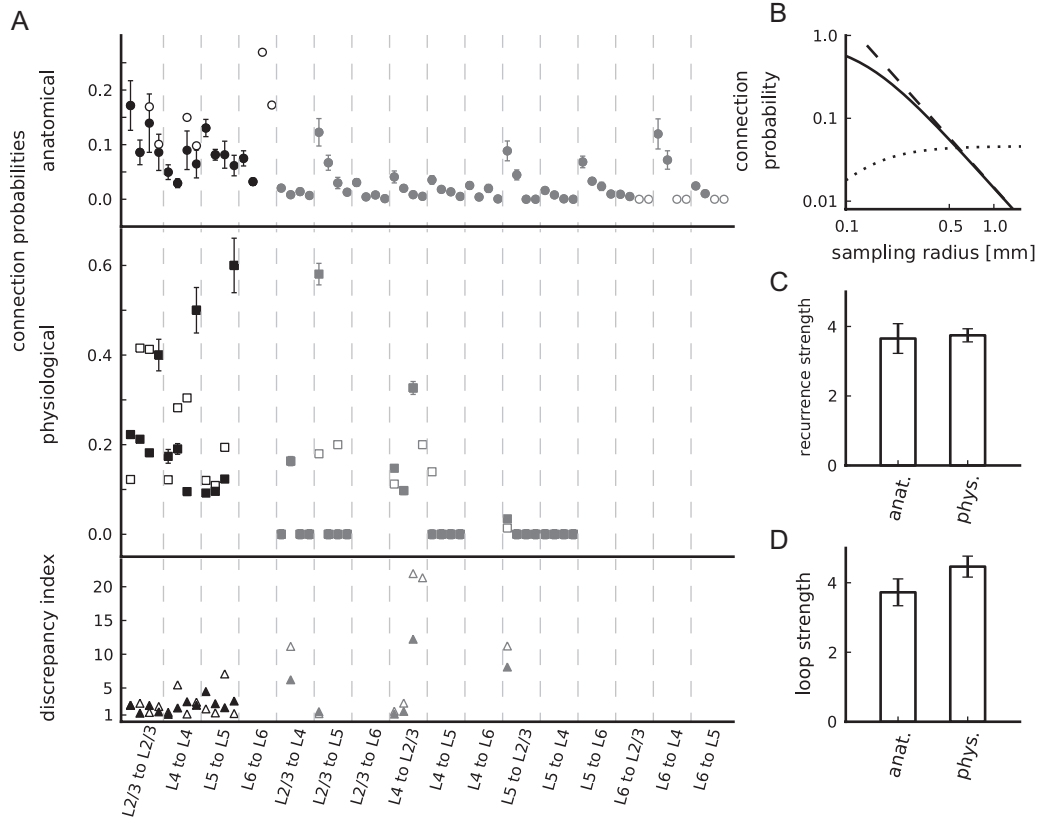 A
connection probabilities
anatomical
0.2
0.1
0.0
physiological
0.6
0.4
0.2
0.0
discrepancy index
20
15
10
5
1
L2/3 to L2/3
L4 to L4
L5 to L5
L6 to L6
L2/3 to L4
L2/3 to L5
L2/3 to L6
L4 to L2/3
L4 to L5
L4 to L6
L5 to L2/3
L5 to L4
L5 to L6
L6 to L2/3
L6 to L4
L6 to L5
B
connection
probability
1.0
0.1
0.01
0.1
0.5
1.0
sampling radius [mm]
C
recurrence strength
4
2
0
anat.
phys.
D
loop strength
4
2
0
anat.
phys.